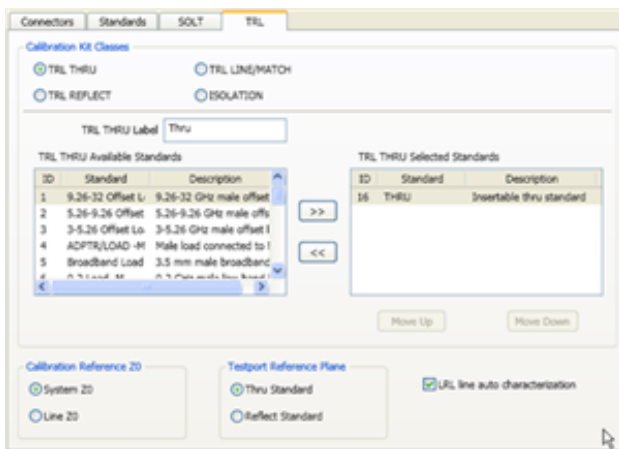 Connectors Standards SOLT TRL
Calibration Kit Classes
TRL THRU TRL LINE/MATCH
TRL REFLECT ISOLATION
TRL THRU Label Thru
TRL THRU Available Standards TRL THRU Selected Standards
ID Standard Description ID Standard Description
1 9.26-32 Offset L 9.26-32 GHz male offset 16 THRU Insertable thru standard
2 5.26-9.26 Offset 5.26-9.26 GHz male offs >>
3 3-5.26 Offset Lo. 3-5.26 GHz male offset l
4 ADPTR/LOAD -M Male load connected to <<
5 Broadband Load 3.5 mm male broadband
Move Up Move Down
Calibration Reference Z0 Testport Reference Plane
System Z0 Thru Standard LRL line auto characterization
Line Z0 Reflect Standard